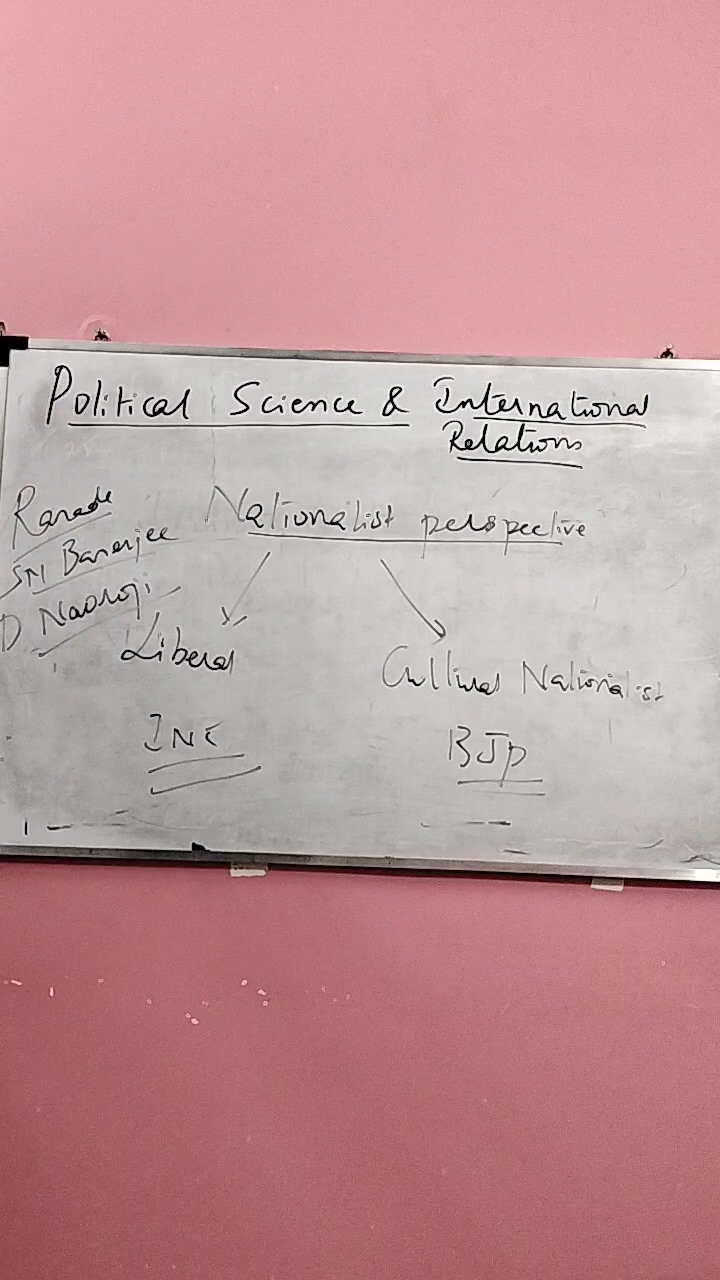 Political Science & International
Relations
Ranade
SN Banerjee
D Naoroji
Nationalist perspective
Liberal
Cultural Nationalist
INC
BJP